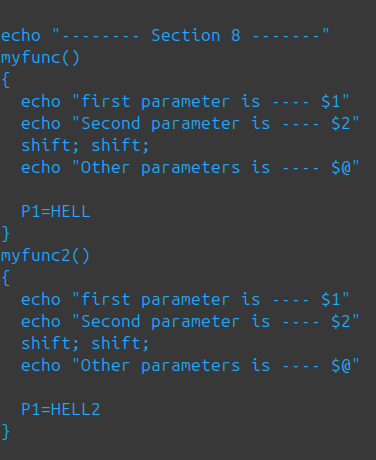 echo "-------- Section 8 -------"
myfunc()
{
  echo "first parameter is ---- $1"
  echo "Second parameter is ---- $2"
  shift; shift;
  echo "Other parameters is ---- $@"

  P1=HELL
}
myfunc2()
{
  echo "first parameter is ---- $1"
  echo "Second parameter is ---- $2"
  shift; shift;
  echo "Other parameters is ---- $@"

  P1=HELL2
}